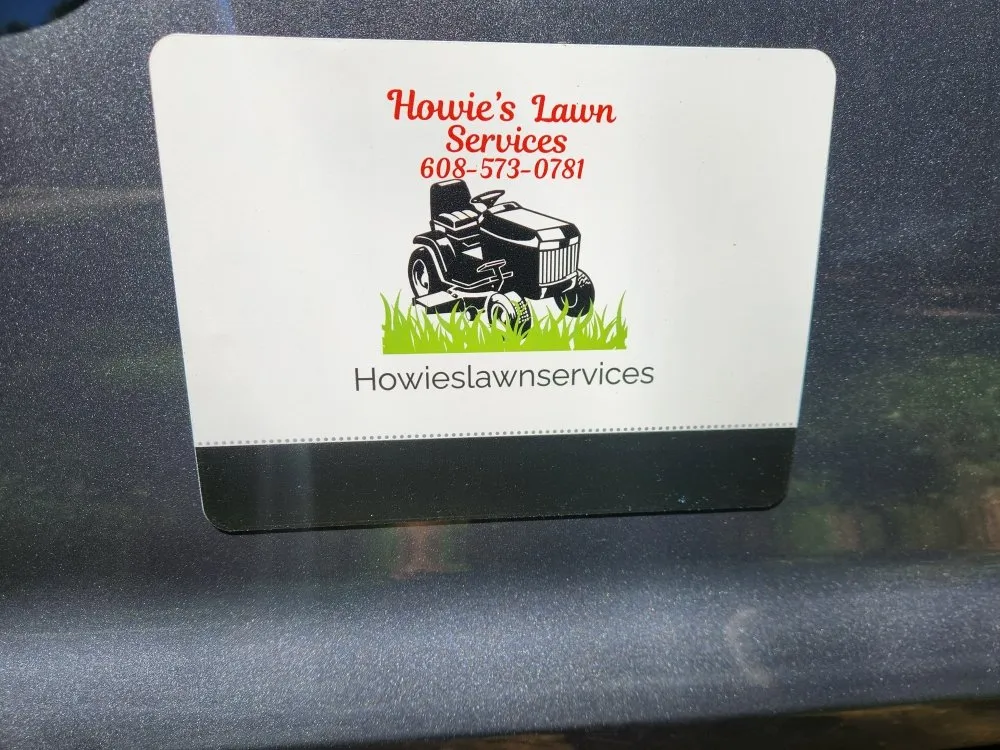 Howie's Lawn
Services
608-573-0781
Howieslawnservices